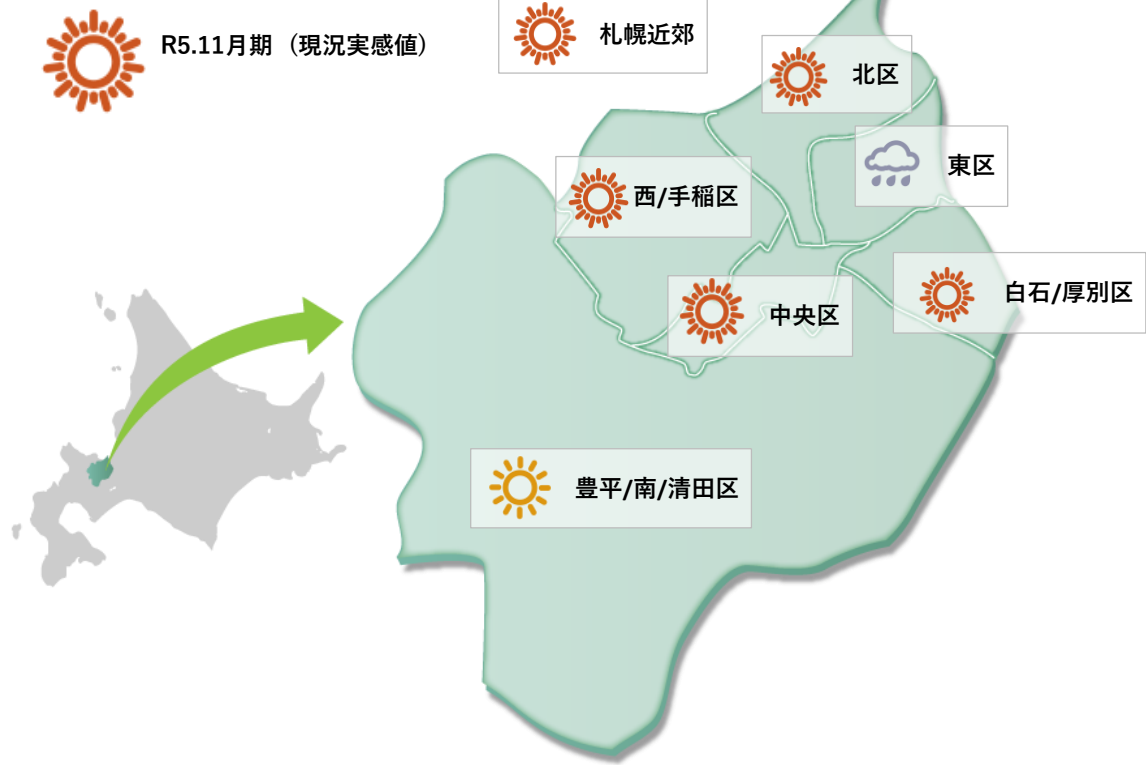 R5.11月期（現況実感値）
札幌近郊
北区
東区
西/手稲区
白石/厚別区
中央区
豊平/南/清田区